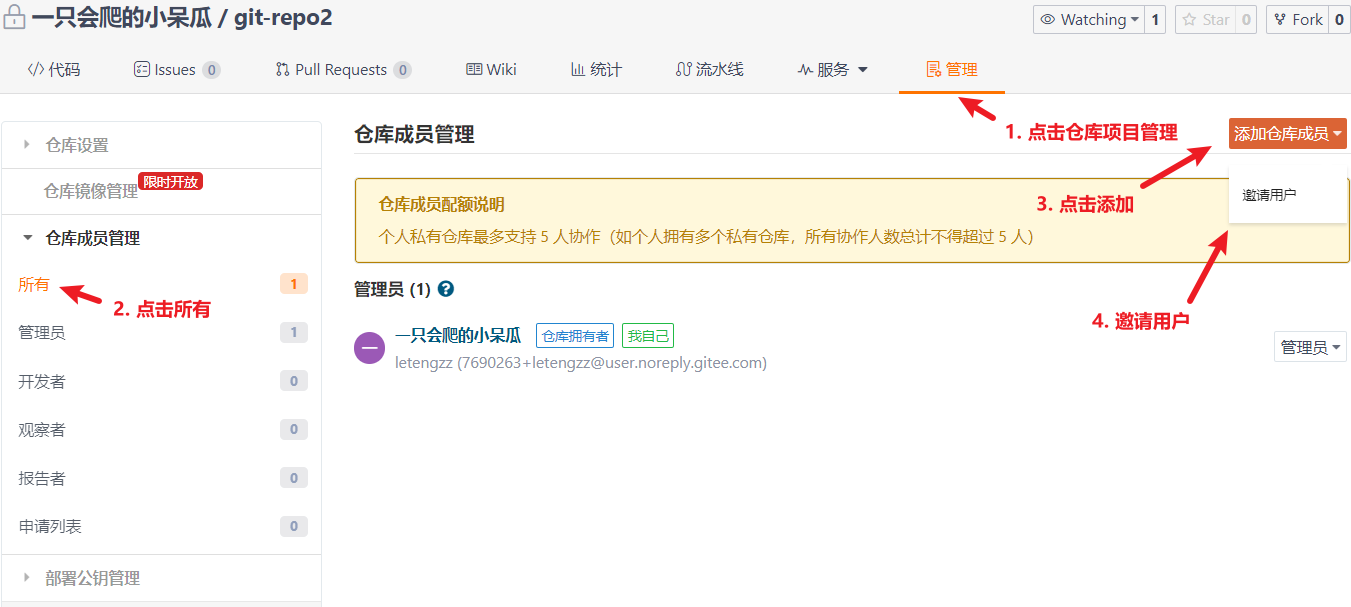 一只会爬的小呆瓜 / git-repo2
Watching 1
Star 0
Fork 0
代码
Issues 0
Pull Requests 0
Wiki
统计
流水线
服务
管理
1. 点击仓库项目管理
仓库设置
仓库镜像管理
限时开放
仓库成员管理
所有 1
2. 点击所有
管理员 1
开发者 0
观察者 0
报告者 0
申请列表 0
部署公钥管理
仓库成员管理
添加仓库成员
3. 点击添加
邀请用户
4. 邀请用户
仓库成员配额说明
个人私有仓库最多支持 5 人协作（如个人拥有多个私有仓库，所有协作人数总计不得超过 5 人）
管理员 (1) ?
一只会爬的小呆瓜 仓库拥有者 我自己
letengzz (7690263+letengzz@user.noreply.gitee.com)
管理员